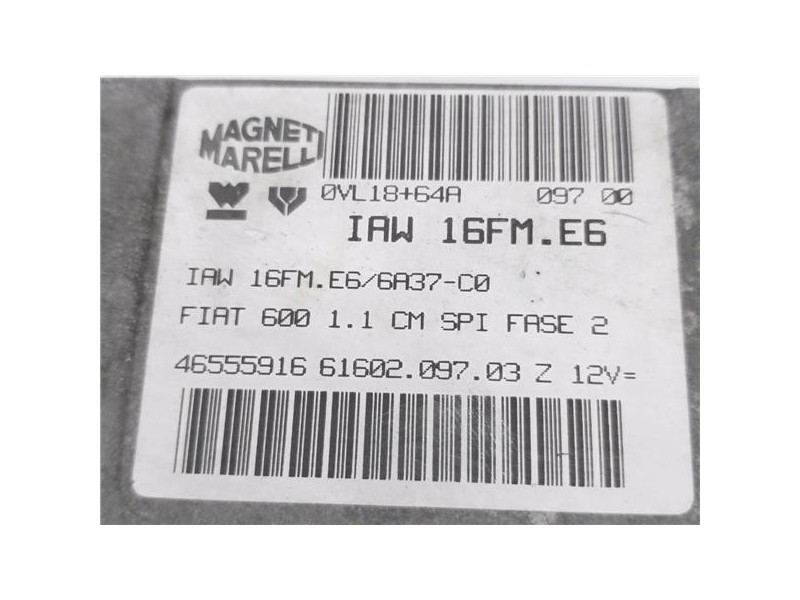 MAGNETI
MARELLI
0VL18+64A 097 00
IAW 16FM.E6
IAW 16FM.E6/6A37-C0
FIAT 600 1.1 CM SPI FASE 2
46555916 61602.097.03 Z 12V=